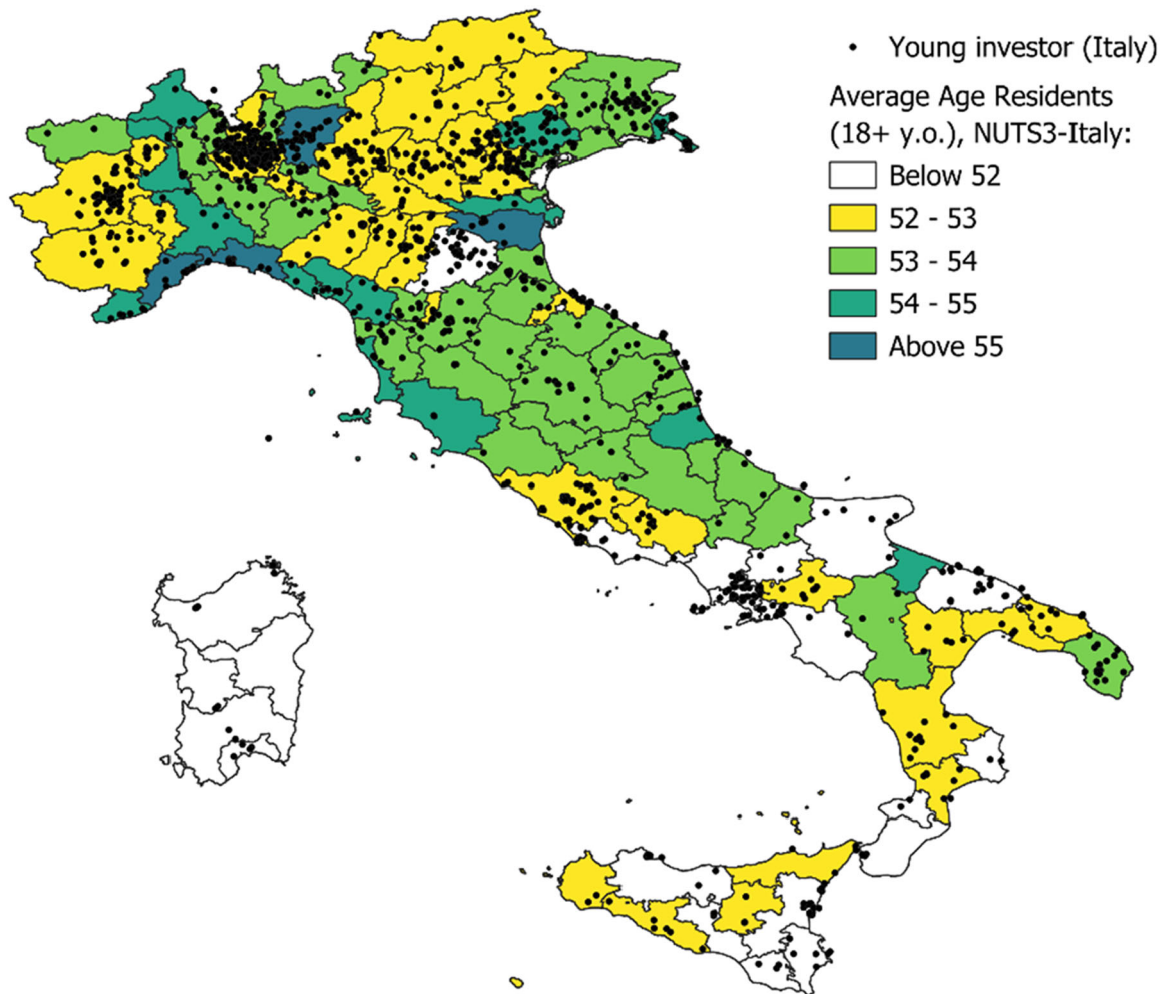 Young investor (Italy)
Average Age Residents
(18+ y.o.), NUTS3-Italy:
Below 52
52 - 53
53 - 54
54 - 55
Above 55